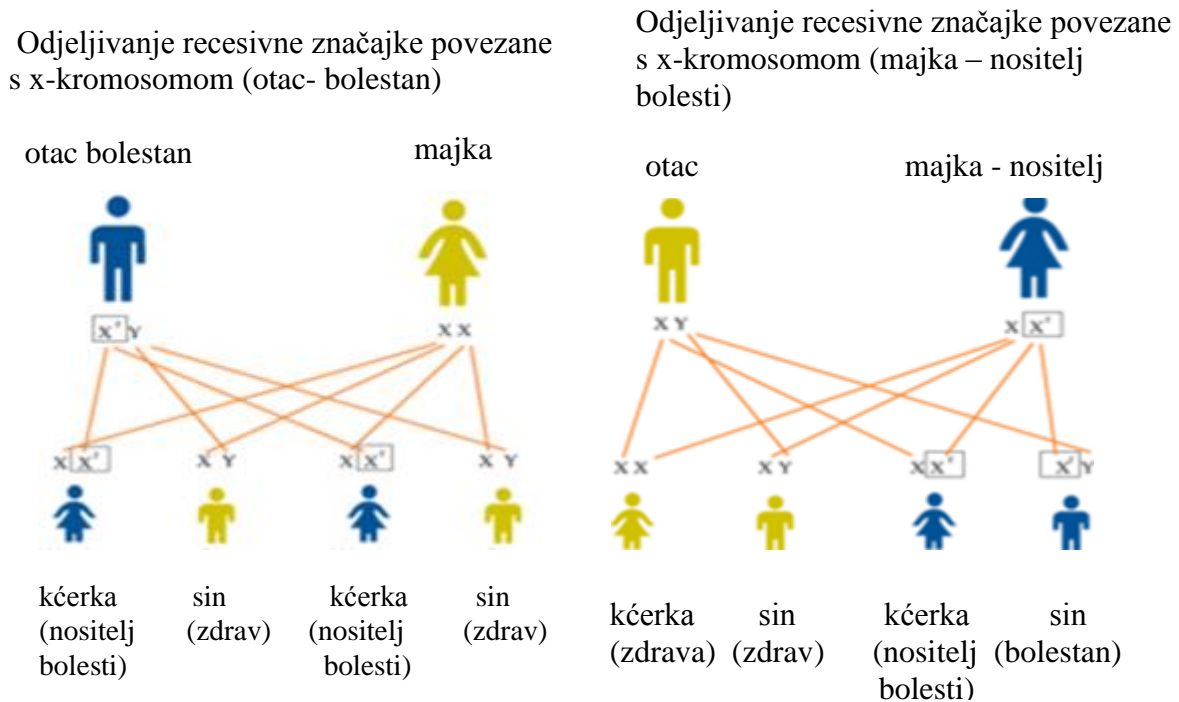 Odjeljivanje recesivne značajke povezane
s x-kromosomom (otac- bolestan)
otac bolestan
majka
X' Y
X X
X X'
X Y
X X'
X Y
kćerka
(nositelj
bolesti)
sin
(zdrav)
kćerka
(nositelj
bolesti)
sin
(zdrav)
Odjeljivanje recesivne značajke povezane
s x-kromosomom (majka – nositelj
bolesti)
otac
majka - nositelj
X Y
X X'
X X
X Y
X X'
X' Y
kćerka
(zdrava)
sin
(zdrav)
kćerka
(nositelj
bolesti)
sin
(bolestan)